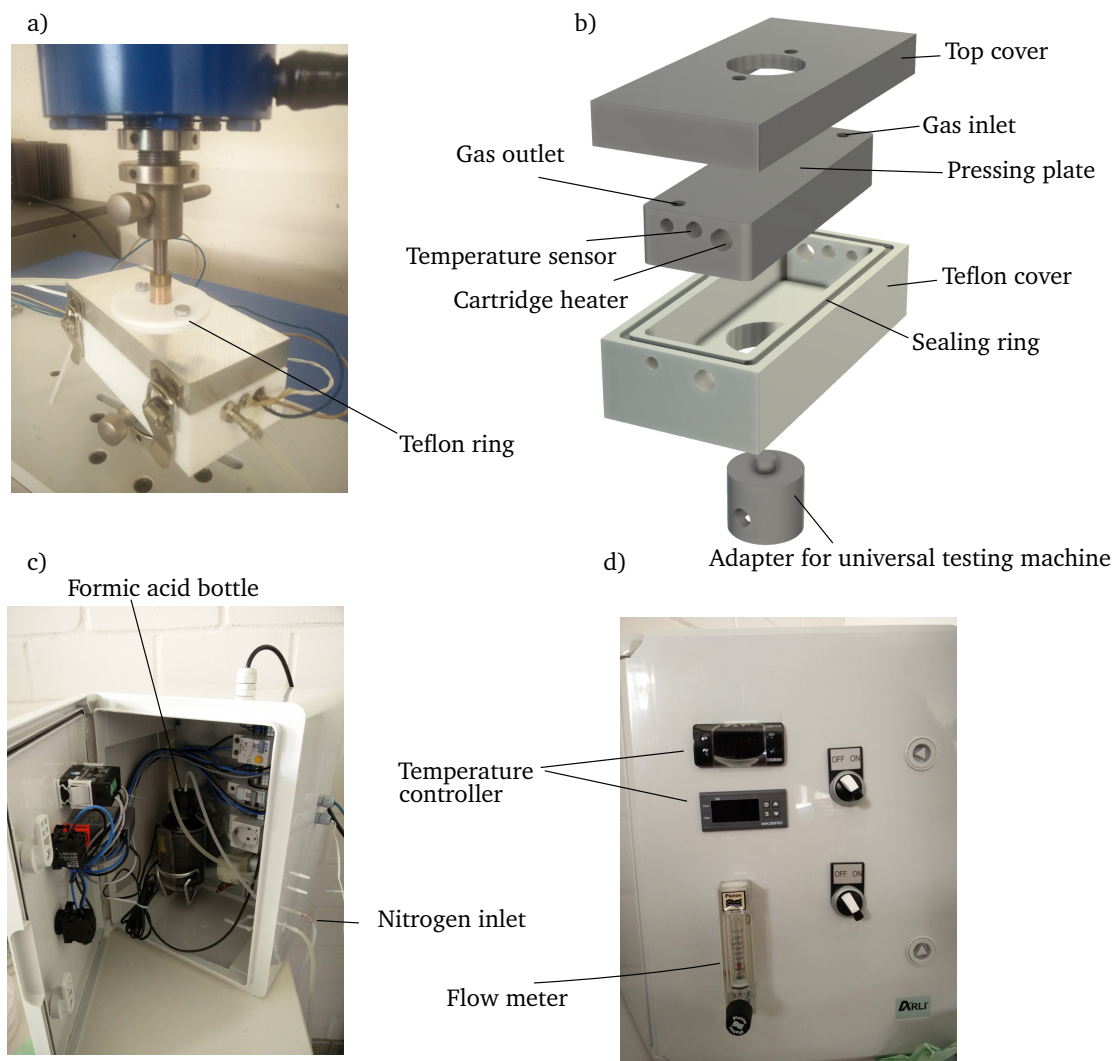 a)
b)
Top cover
Gas inlet
Gas outlet
Pressing plate
Temperature sensor
Cartridge heater
Teflon cover
Sealing ring
Teflon ring
Adapter for universal testing machine
c)
d)
Formic acid bottle
Temperature
controller
Nitrogen inlet
Flow meter
OFF ON
OFF ON
Platon
ARLI